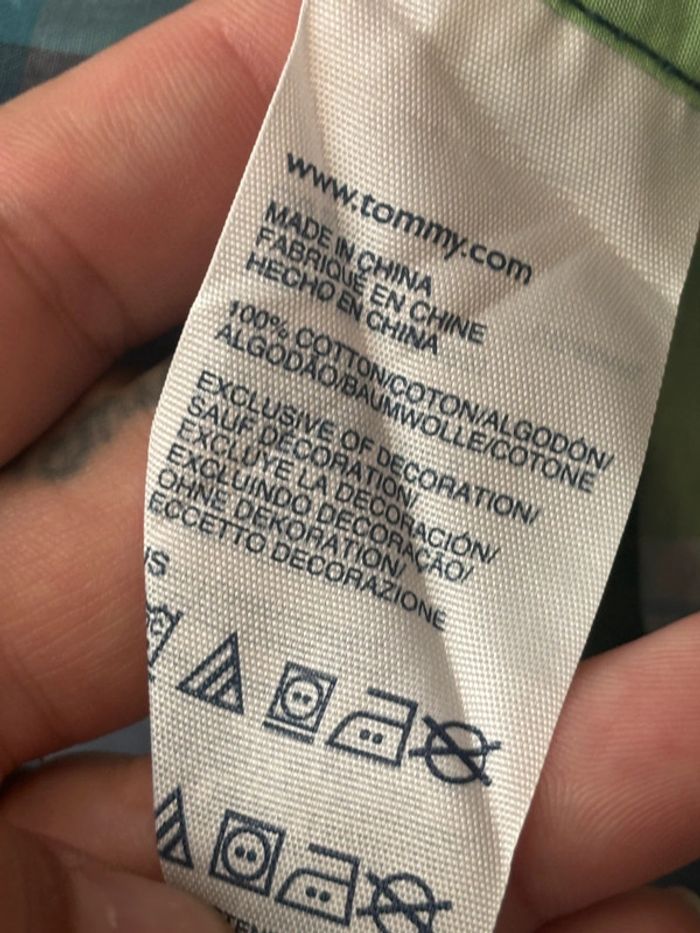 www.tommy.com
MADE IN CHINA
FABRIQUÉ EN CHINE
HECHO EN CHINA
100% COTTON/COTON/ALGODÓN/
ALGODÃO/BAUMWOLLE/COTONE
EXCLUSIVE OF DECORATION/
SAUF DÉCORATION/
EXCLUYE LA DECORACIÓN/
EXCLUINDO DECORAÇÃO/
OHNE DEKORATION/
ECCETTO DECORAZIONE